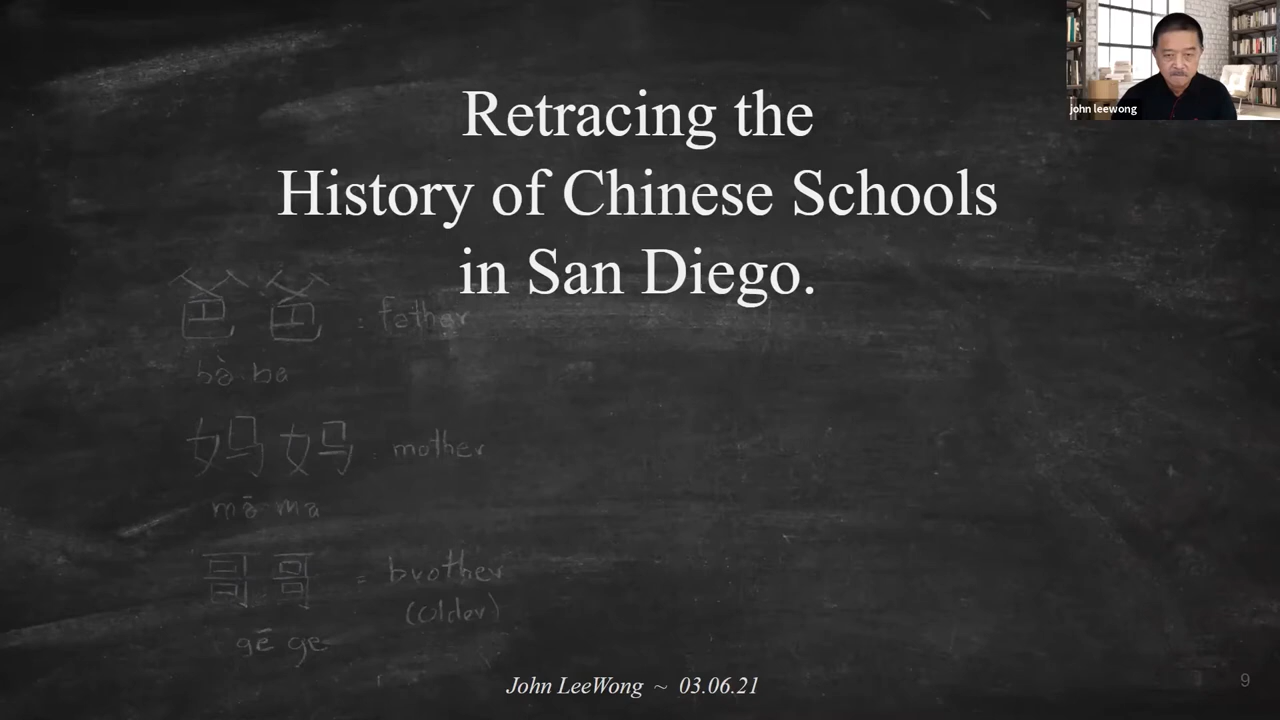 john leewong
Retracing the
History of Chinese Schools
in San Diego.
爸 爸 : father
bà ba
妈 妈 : mother
mā ma
哥 哥 = brother
(older)
gē ge
John LeeWong ~ 03.06.21
9